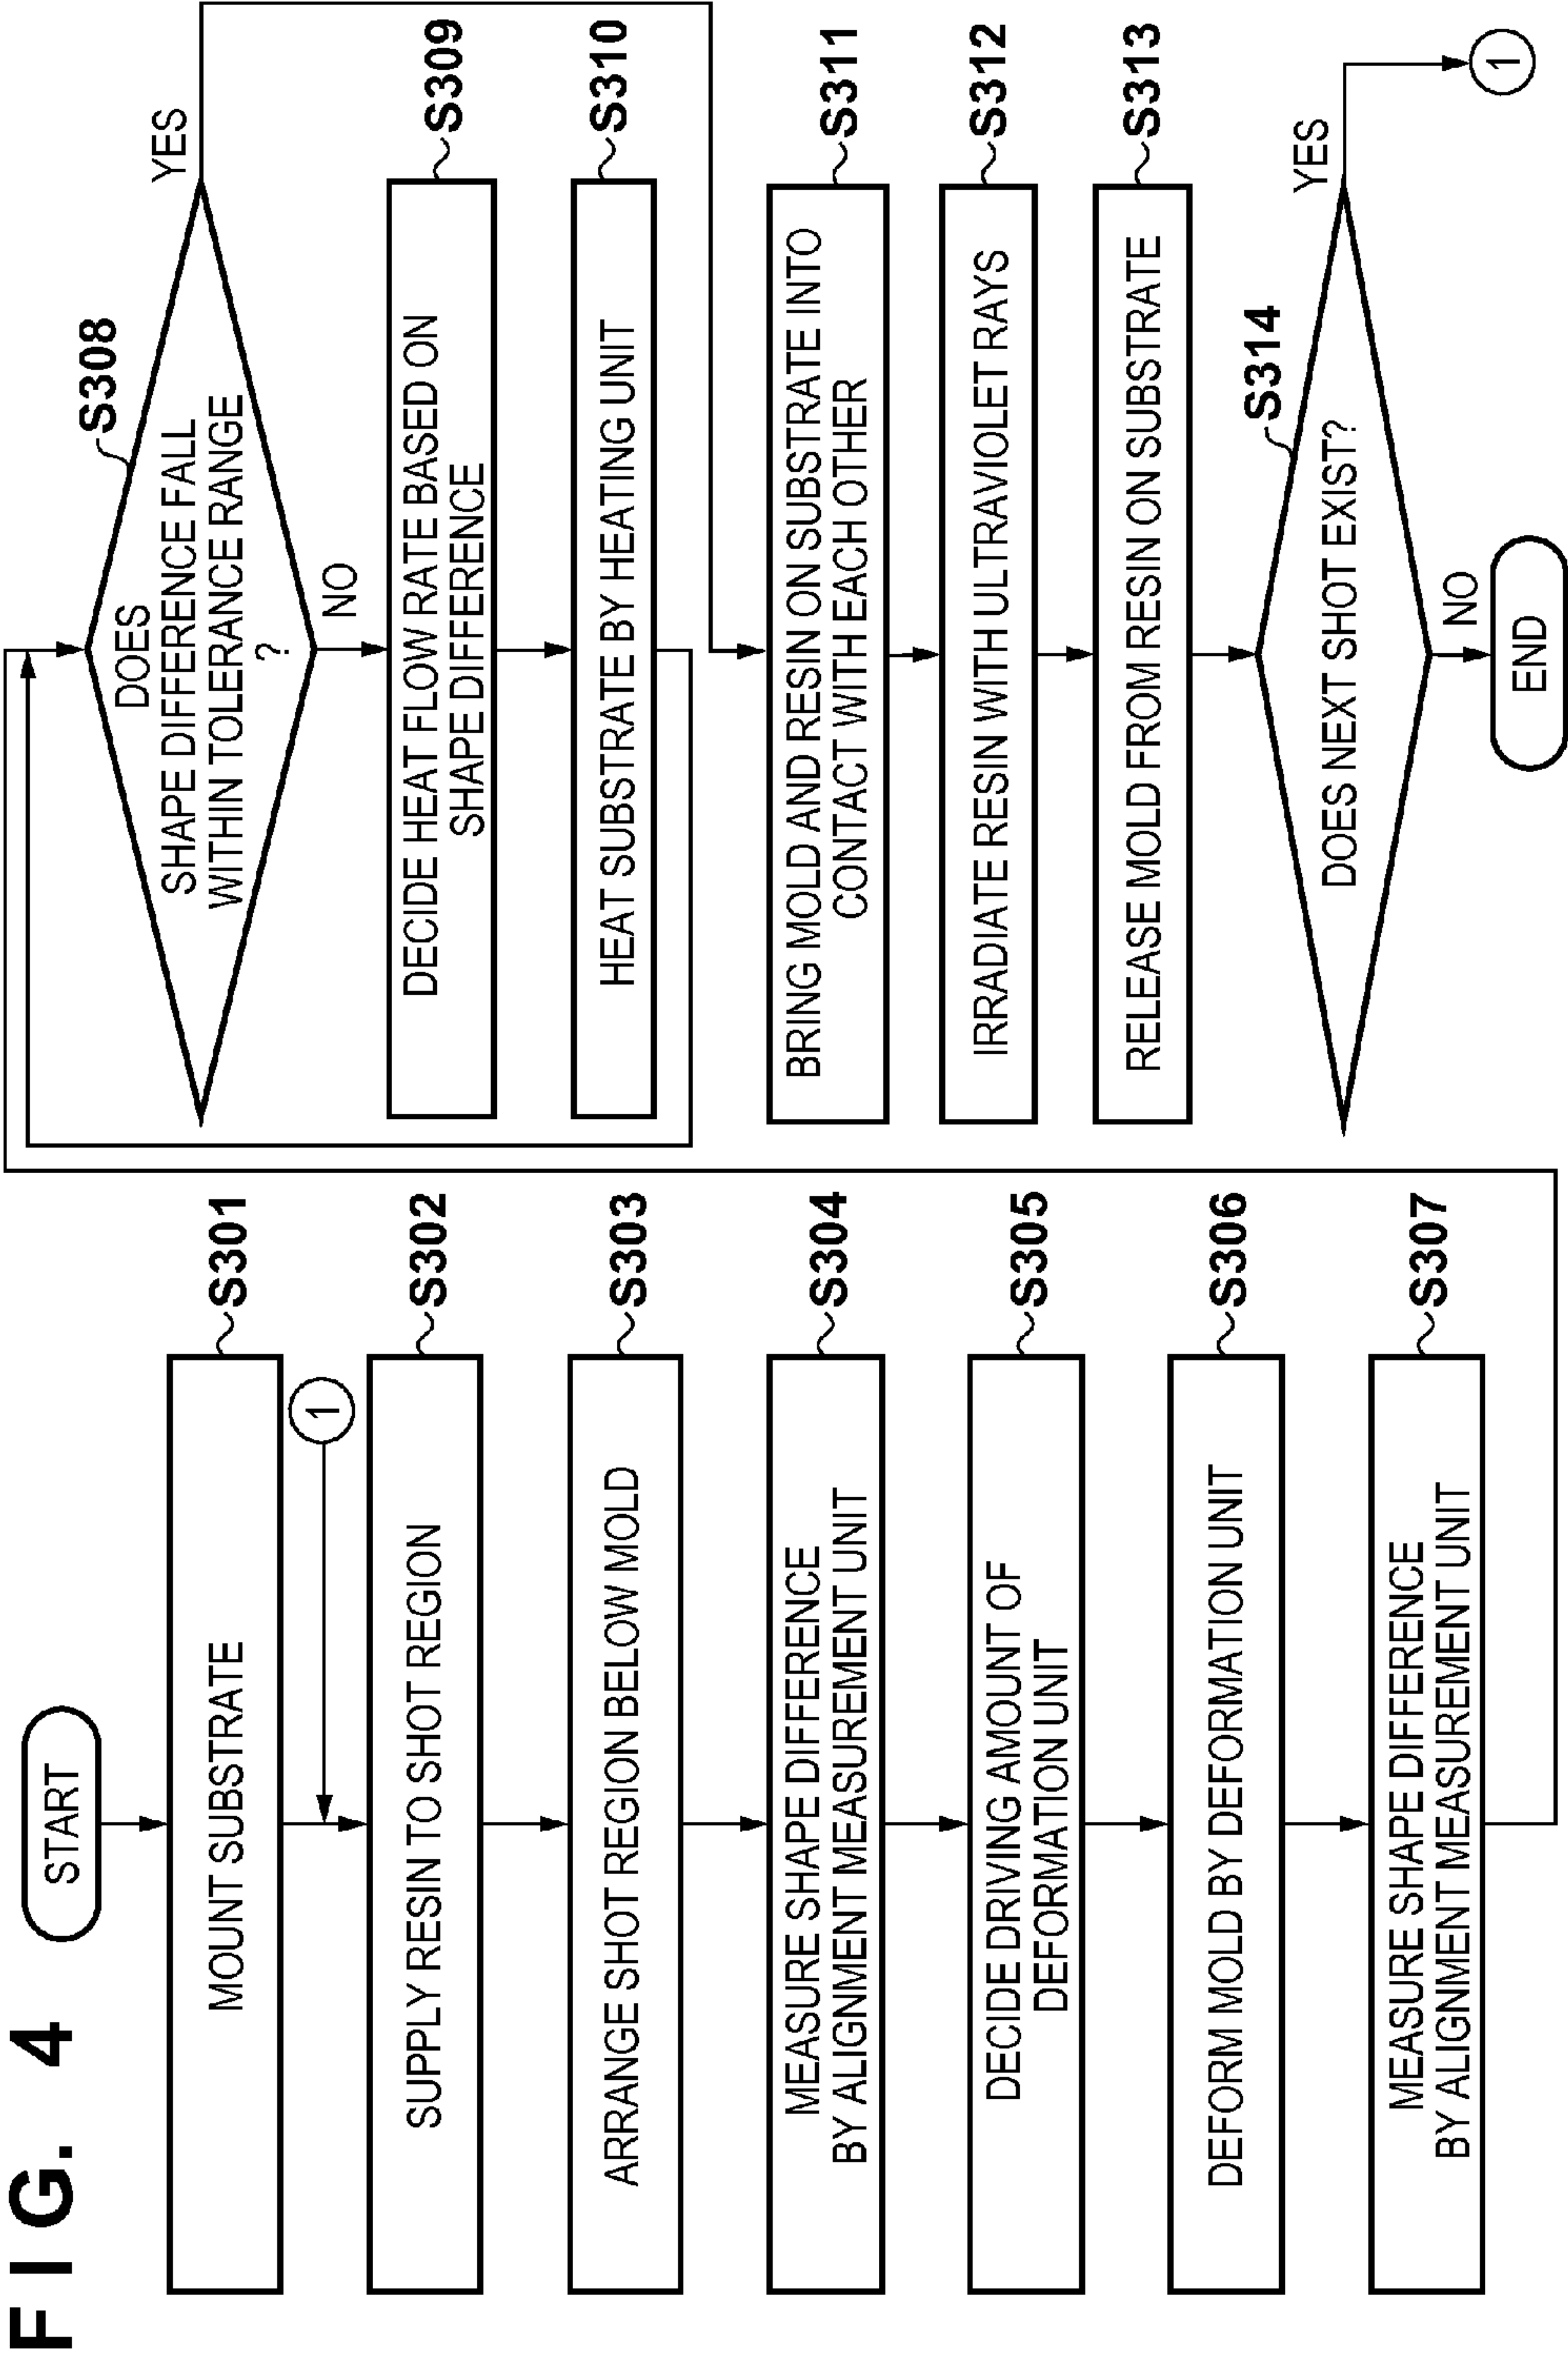 FIG. 4
START
MOUNT SUBSTRATE
S301
1
SUPPLY RESIN TO SHOT REGION
S302
ARRANGE SHOT REGION BELOW MOLD
S303
MEASURE SHAPE DIFFERENCE
BY ALIGNMENT MEASUREMENT UNIT
S304
DECIDE DRIVING AMOUNT OF
DEFORMATION UNIT
S305
DEFORM MOLD BY DEFORMATION UNIT
S306
MEASURE SHAPE DIFFERENCE
BY ALIGNMENT MEASUREMENT UNIT
S307
S308
DOES
SHAPE DIFFERENCE FALL
WITHIN TOLERANCE RANGE
?
YES
NO
DECIDE HEAT FLOW RATE BASED ON
SHAPE DIFFERENCE
S309
HEAT SUBSTRATE BY HEATING UNIT
S310
BRING MOLD AND RESIN ON SUBSTRATE INTO
CONTACT WITH EACH OTHER
S311
IRRADIATE RESIN WITH ULTRAVIOLET RAYS
S312
RELEASE MOLD FROM RESIN ON SUBSTRATE
S313
S314
DOES NEXT SHOT EXIST?
YES
1
NO
END